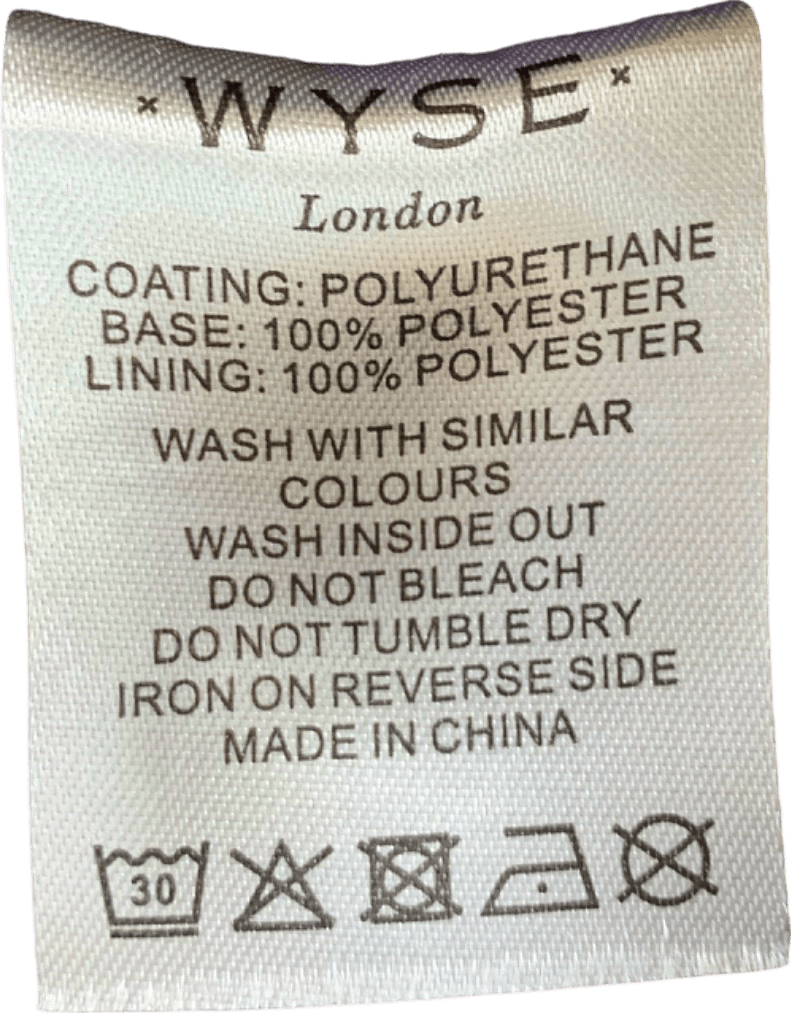 × WYSE ×
London
COATING: POLYURETHANE
BASE: 100% POLYESTER
LINING: 100% POLYESTER
WASH WITH SIMILAR
COLOURS
WASH INSIDE OUT
DO NOT BLEACH
DO NOT TUMBLE DRY
IRON ON REVERSE SIDE
MADE IN CHINA
30